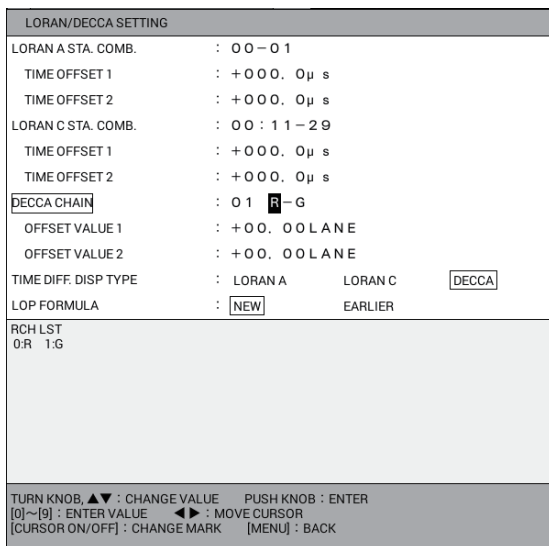 LORAN/DECCA SETTING
LORAN A STA. COMB. : 00-01
TIME OFFSET 1 : +000. 0μ s
TIME OFFSET 2 : +000. 0μ s
LORAN C STA. COMB. : 00:11-29
TIME OFFSET 1 : +000. 0μ s
TIME OFFSET 2 : +000. 0μ s
DECCA CHAIN : 01 R-G
OFFSET VALUE 1 : +00. 00LANE
OFFSET VALUE 2 : +00. 00LANE
TIME DIFF. DISP TYPE : LORAN A LORAN C DECCA
LOP FORMULA : NEW EARLIER
RCH LST
0:R 1:G
TURN KNOB, ▲▼ : CHANGE VALUE PUSH KNOB : ENTER
[0]~[9] : ENTER VALUE ◀▶ : MOVE CURSOR
[CURSOR ON/OFF] : CHANGE MARK [MENU] : BACK